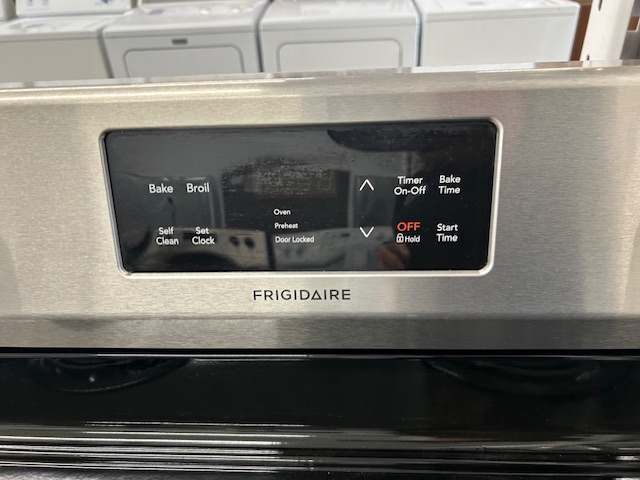 Bake Broil
Timer
On-Off
Bake
Time
Oven
Preheat
Door Locked
Self
Clean
Set
Clock
OFF
Hold
Start
Time
FRIGIDAIRE